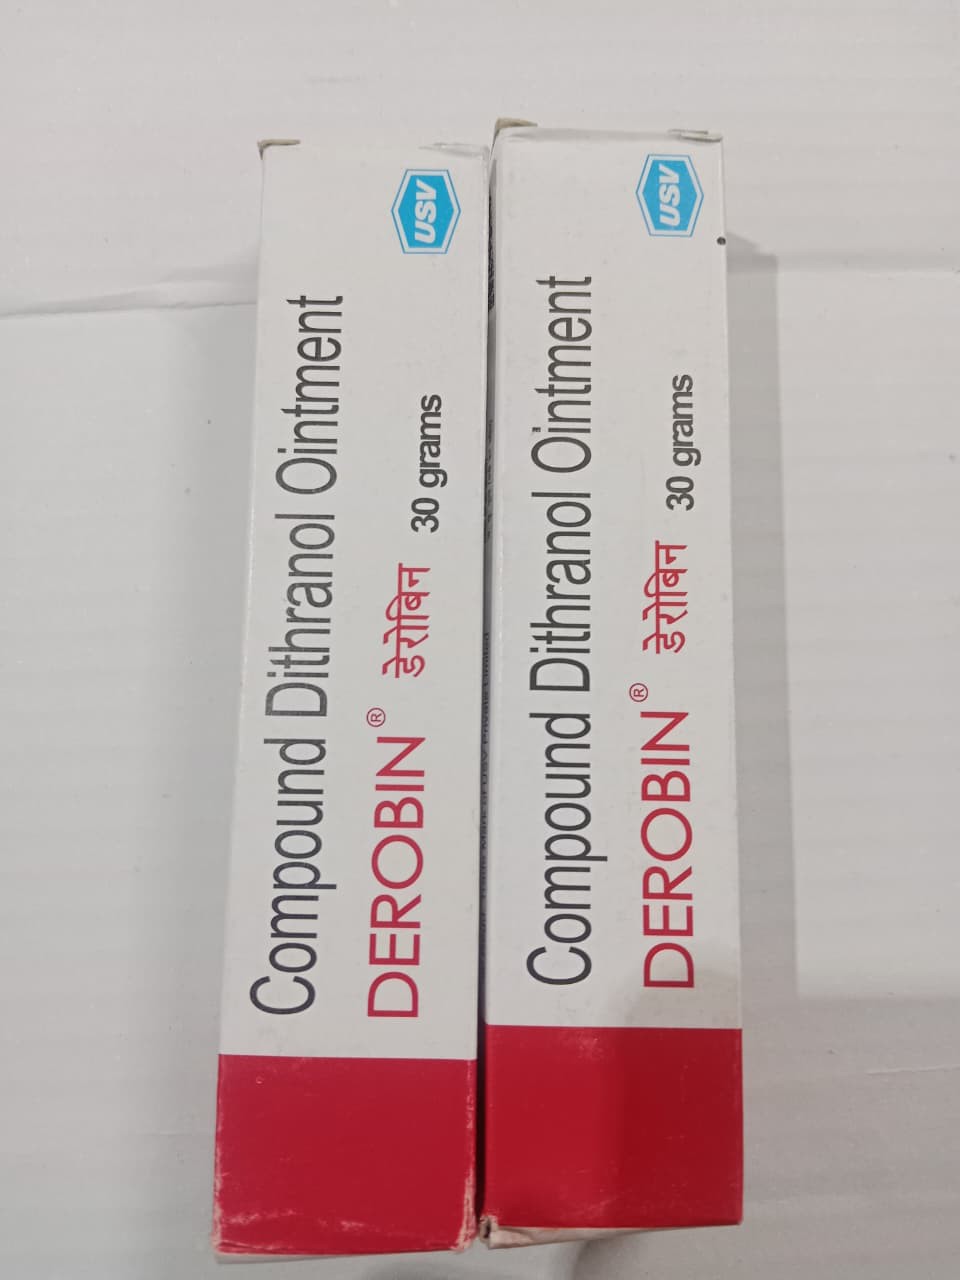 USV
Compound Dithranol Ointment
DEROBIN® डेरोबिन 30 grams
USV
Compound Dithranol Ointment
DEROBIN® डेरोबिन 30 grams